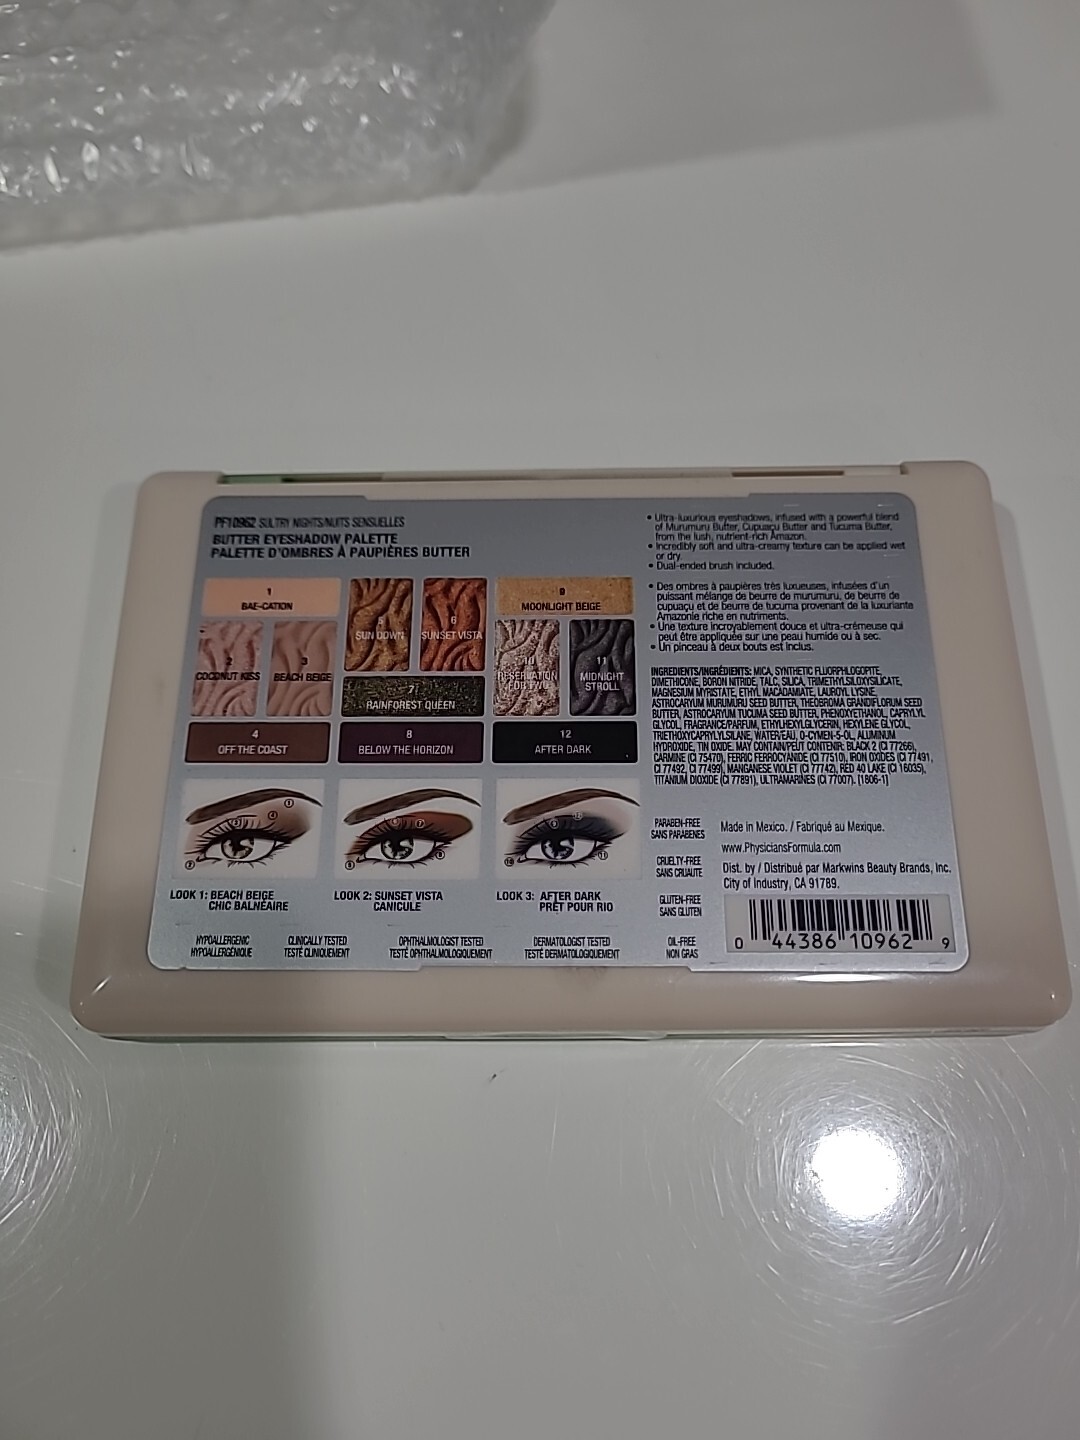 PF10962 SULTRY NIGHTS/NUITS SENSUELLES
BUTTER EYESHADOW PALETTE
PALETTE D'OMBRES À PAUPIÈRES BUTTER
1
BAE-CATION
2
COCONUT KISS
3
BEACH BEIGE
4
OFF THE COAST
5
SUN DOWN
6
SUNSET VISTA
7
RAINFOREST QUEEN
8
BELOW THE HORIZON
9
MOONLIGHT BEIGE
10
RESERVATION
FOR TWO
11
MIDNIGHT
STROLL
12
AFTER DARK
LOOK 1: BEACH BEIGE
CHIC BALNÉAIRE
LOOK 2: SUNSET VISTA
CANICULE
LOOK 3: AFTER DARK
PRÊT POUR RIO
HYPOALLERGENIC
HYPOALLERGÉNIQUE
CLINICALLY TESTED
TESTÉ CLINIQUEMENT
OPHTHALMOLOGIST TESTED
TESTÉ OPHTALMOLOGIQUEMENT
DERMATOLOGIST TESTED
TESTÉ DERMATOLOGIQUEMENT
• Ultra-luxurious eyeshadows, infused with a powerful blend
of Murumuru Butter, Cupuaçu Butter and Tucuma Butter,
from the lush, nutrient-rich Amazon.
• Incredibly soft and ultra-creamy texture can be applied wet
or dry.
• Dual-ended brush included.
• Des ombres à paupières très luxueuses, infusées d'un
puissant mélange de beurre de murumuru, de beurre de
cupuaçu et de beurre de tucuma provenant de la luxuriante
Amazonie riche en nutriments.
• Une texture incroyablement douce et ultra-crémeuse qui
peut être appliquée sur une peau humide ou à sec.
• Un pinceau à deux bouts est inclus.
INGREDIENTS/INGRÉDIENTS: MICA, SYNTHETIC FLUORPHLOGOPITE,
DIMETHICONE, BORON NITRIDE, TALC, SILICA, TRIMETHYLSILOXYSILICATE,
MAGNESIUM MYRISTATE, ETHYL MACADAMIATE, LAUROYL LYSINE,
ASTROCARYUM MURUMURU SEED BUTTER, THEOBROMA GRANDIFLORUM SEED
BUTTER, ASTROCARYUM TUCUMA SEED BUTTER, PHENOXYETHANOL, CAPRYLYL
GLYCOL, FRAGRANCE/PARFUM, ETHYLHEXYLGLYCERIN, HEXYLENE GLYCOL,
TRIETHOXYCAPRYLYLSILANE, WATER/EAU, O-CYMEN-5-OL, ALUMINUM
HYDROXIDE, TIN OXIDE. MAY CONTAIN/PEUT CONTENIR: BLACK 2 (CI 77266),
CARMINE (CI 75470), FERRIC FERROCYANIDE (CI 77510), IRON OXIDES (CI 77491,
CI 77492, CI 77499), MANGANESE VIOLET (CI 77742), RED 40 LAKE (CI 16035),
TITANIUM DIOXIDE (CI 77891), ULTRAMARINES (CI 77007). [1806-1]
PARABEN-FREE
SANS PARABENES
CRUELTY-FREE
SANS CRUAUTE
GLUTEN-FREE
SANS GLUTEN
OIL-FREE
NON GRAS
Made in Mexico. / Fabriqué au Mexique.
www.PhysiciansFormula.com
Dist. by / Distribué par Markwins Beauty Brands, Inc.
City of Industry, CA 91789.
0 44386 10962 9